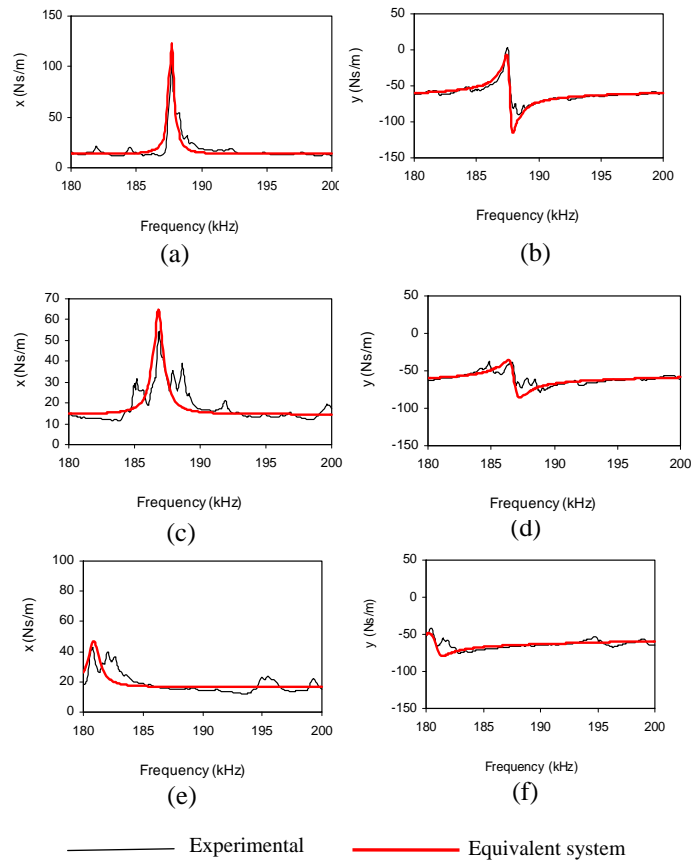 150
100
50
0
x (Ns/m)
180 185 190 195 200
Frequency (kHz)
(a)
50
0
-50
-100
-150
y (Ns/m)
180 185 190 195 200
Frequency (kHz)
(b)
70
60
50
40
30
20
10
0
x (Ns/m)
180 185 190 195 200
Frequency (kHz)
(c)
50
0
-50
-100
-150
y (Ns/m)
180 185 190 195 200
Frequency (kHz)
(d)
100
80
60
40
20
0
x (Ns/m)
180 185 190 195 200
Frequency (kHz)
(e)
50
0
-50
-100
-150
y (Ns/m)
180 185 190 195 200
Frequency (kHz)
(f)
Experimental Equivalent system